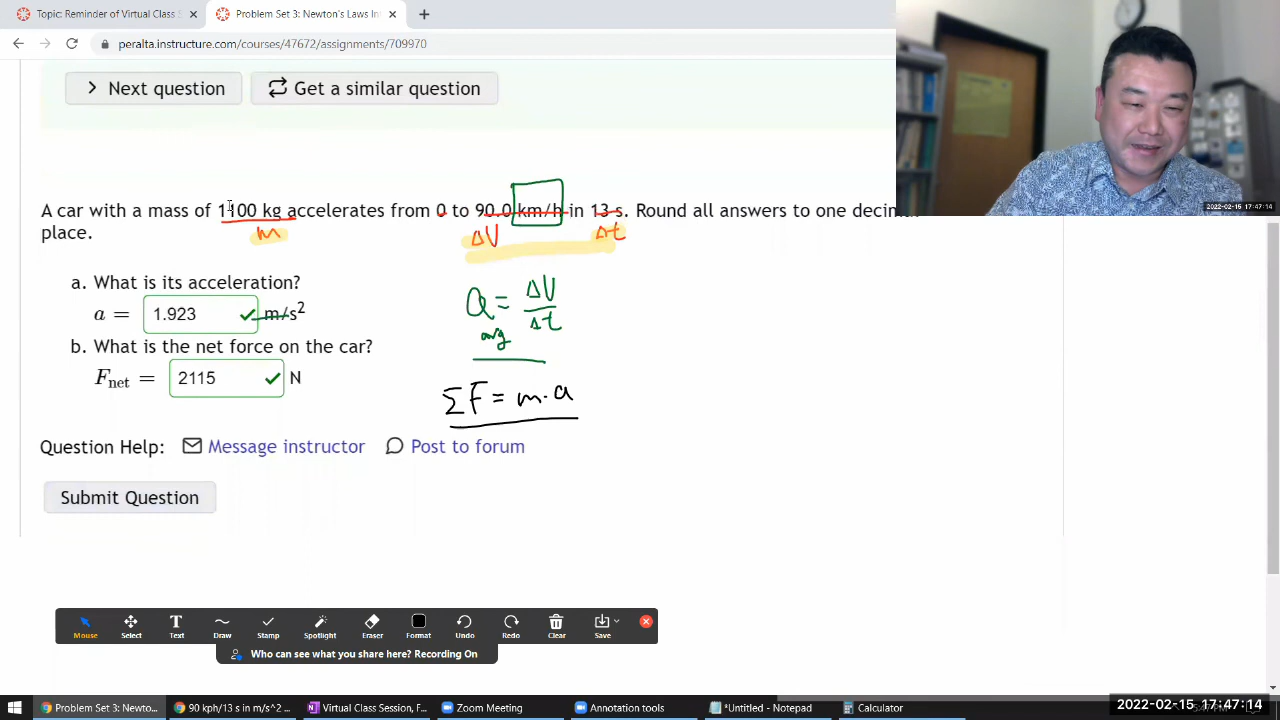 Topic: Reminder of Virtual Class S
Problem Set 3: Newton's Laws In
peralta.instructure.com/courses/47672/assignments/709970
Next question
Get a similar question
A car with a mass of 1100 kg accelerates from 0 to 90.0 km/h in 13 s. Round all answers to one decimal
place.
m
ΔV
Δt
a. What is its acceleration?
a = 1.923 m/s²
a avg = ΔV/Δt
b. What is the net force on the car?
F net = 2115 N
ΣF = m·a
Question Help: Message instructor Post to forum
Submit Question
Mouse
Select
Text
Draw
Stamp
Spotlight
Eraser
Format
Undo
Redo
Clear
Save
Who can see what you share here? Recording On
2022-02-15 17:47:14
Problem Set 3: Newto...
90 kph/13 s in m/s^2 ...
Virtual Class Session, F...
Zoom Meeting
Annotation tools
*Untitled - Notepad
Calculator
2022-02-15 17:47:14